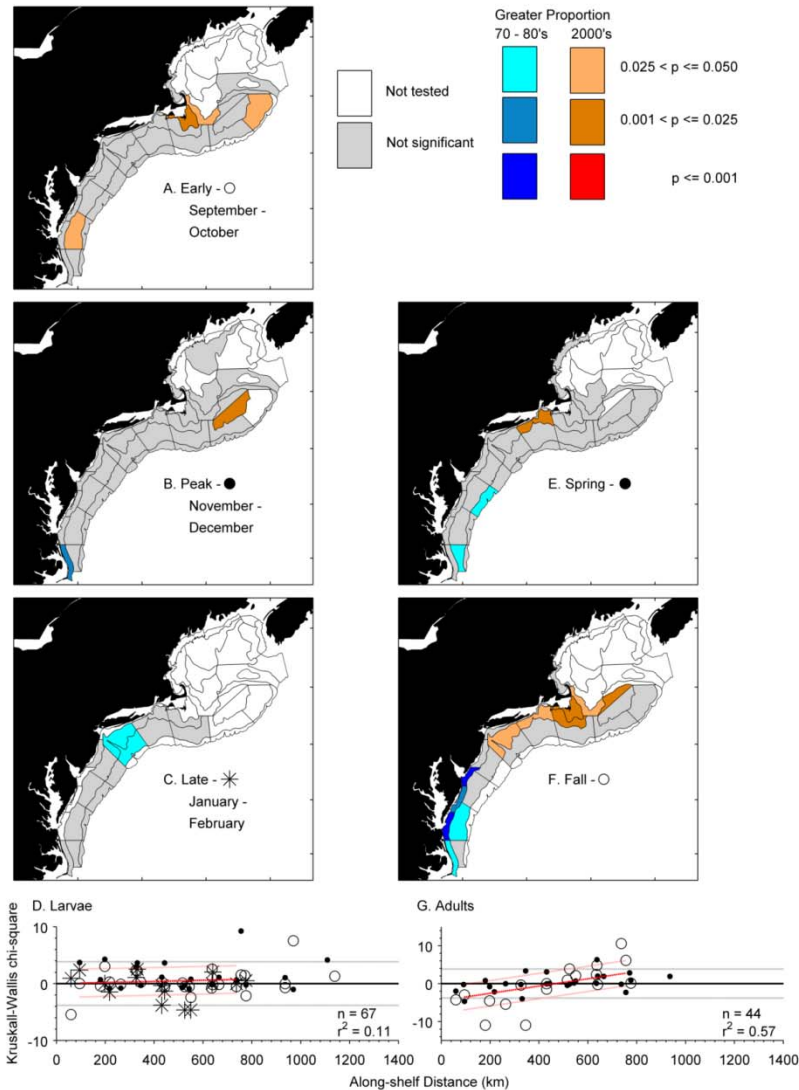 Greater Proportion
70 - 80's
2000's
0.025 < p <= 0.050
0.001 < p <= 0.025
p <= 0.001
Not tested
Not significant
A. Early - ○
September -
October
B. Peak - ●
November -
December
E. Spring - ●
C. Late - ✳
January -
February
F. Fall - ○
D. Larvae
Kruskall-Wallis chi-square
10
0
-10
n = 67
r² = 0.11
0
200
400
600
800
1000
1200
1400
G. Adults
10
0
-10
n = 44
r² = 0.57
0
200
400
600
800
1000
1200
1400
Along-shelf Distance (km)